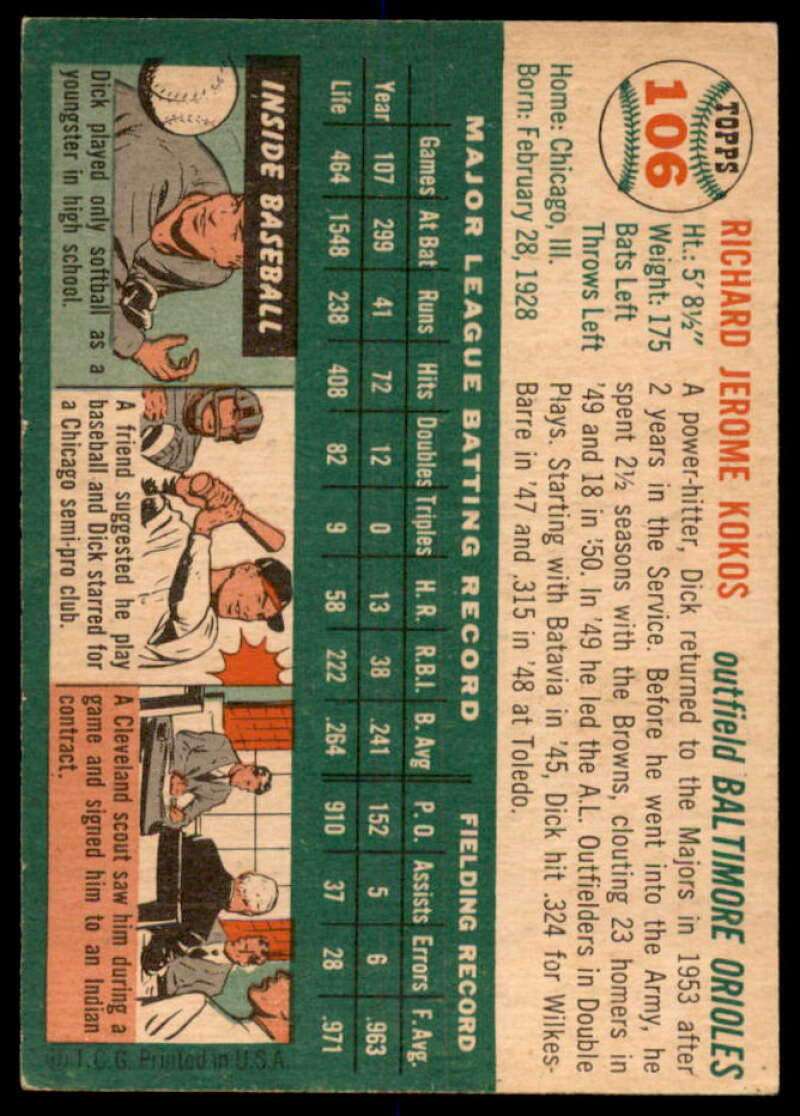 TOPPS
106
RICHARD JEROME KOKOS
outfield BALTIMORE ORIOLES
Ht.: 5' 8½"
Weight: 175
Bats Left
Throws Left
Home: Chicago, Ill.
Born: February 28, 1928
A power-hitter, Dick returned to the Majors in 1953 after
2 years in the Service. Before he went into the Army, he
spent 2½ seasons with the Browns, clouting 23 homers in
'49 and 18 in '50. In '49 he led the A.L. Outfielders in Double
Plays. Starting with Batavia in '45, Dick hit .324 for Wilkes-
Barre in '47 and .315 in '48 at Toledo.
MAJOR LEAGUE BATTING RECORD FIELDING RECORD
Games At Bat Runs Hits Doubles Triples H. R. R.B.I. B. Avg P. O. Assists Errors F. Avg.
Year 107 299 41 72 12 0 13 38 .241 152 5 6 .963
Life 464 1548 238 408 82 9 58 222 .264 910 37 28 .971
INSIDE BASEBALL
Dick played only softball as a
youngster in high school.
A friend suggested he play
baseball and Dick starred for
a Chicago semi-pro club.
A Cleveland scout saw him during a
game and signed him to an Indian
contract.
T.C.G. Printed in U.S.A